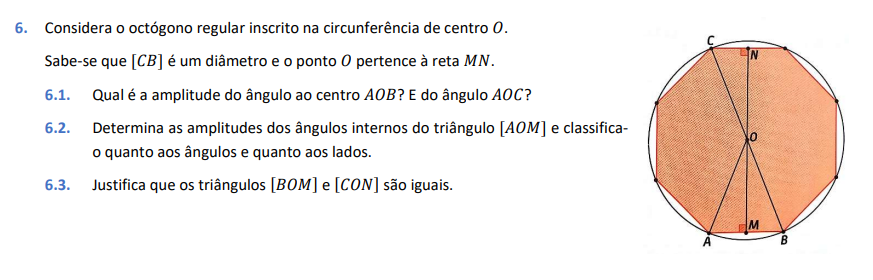 6. Considera o octógono regular inscrito na circunferência de centro O.
Sabe-se que [CB] é um diâmetro e o ponto O pertence à reta MN.
6.1. Qual é a amplitude do ângulo ao centro AOB? E do ângulo AOC?
6.2. Determina as amplitudes dos ângulos internos do triângulo [AOM] e classifica-
o quanto aos ângulos e quanto aos lados.
6.3. Justifica que os triângulos [BOM] e [CON] são iguais.
C
N
O
M
A B